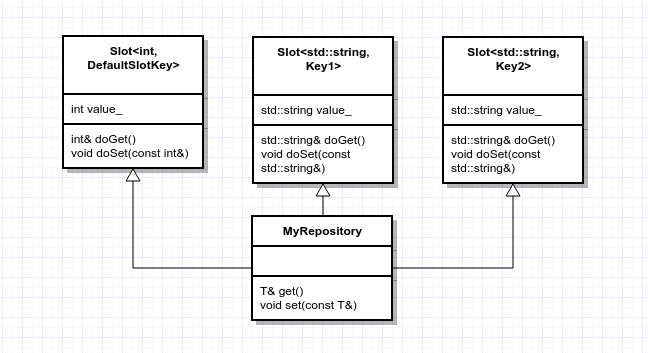 Slot<int,
DefaultSlotKey>
int value_
int& doGet()
void doSet(const int&)
Slot<std::string,
Key1>
std::string value_
std::string& doGet()
void doSet(const
std::string&)
Slot<std::string,
Key2>
std::string value_
std::string& doGet()
void doSet(const
std::string&)
MyRepository
T& get()
void set(const T&)